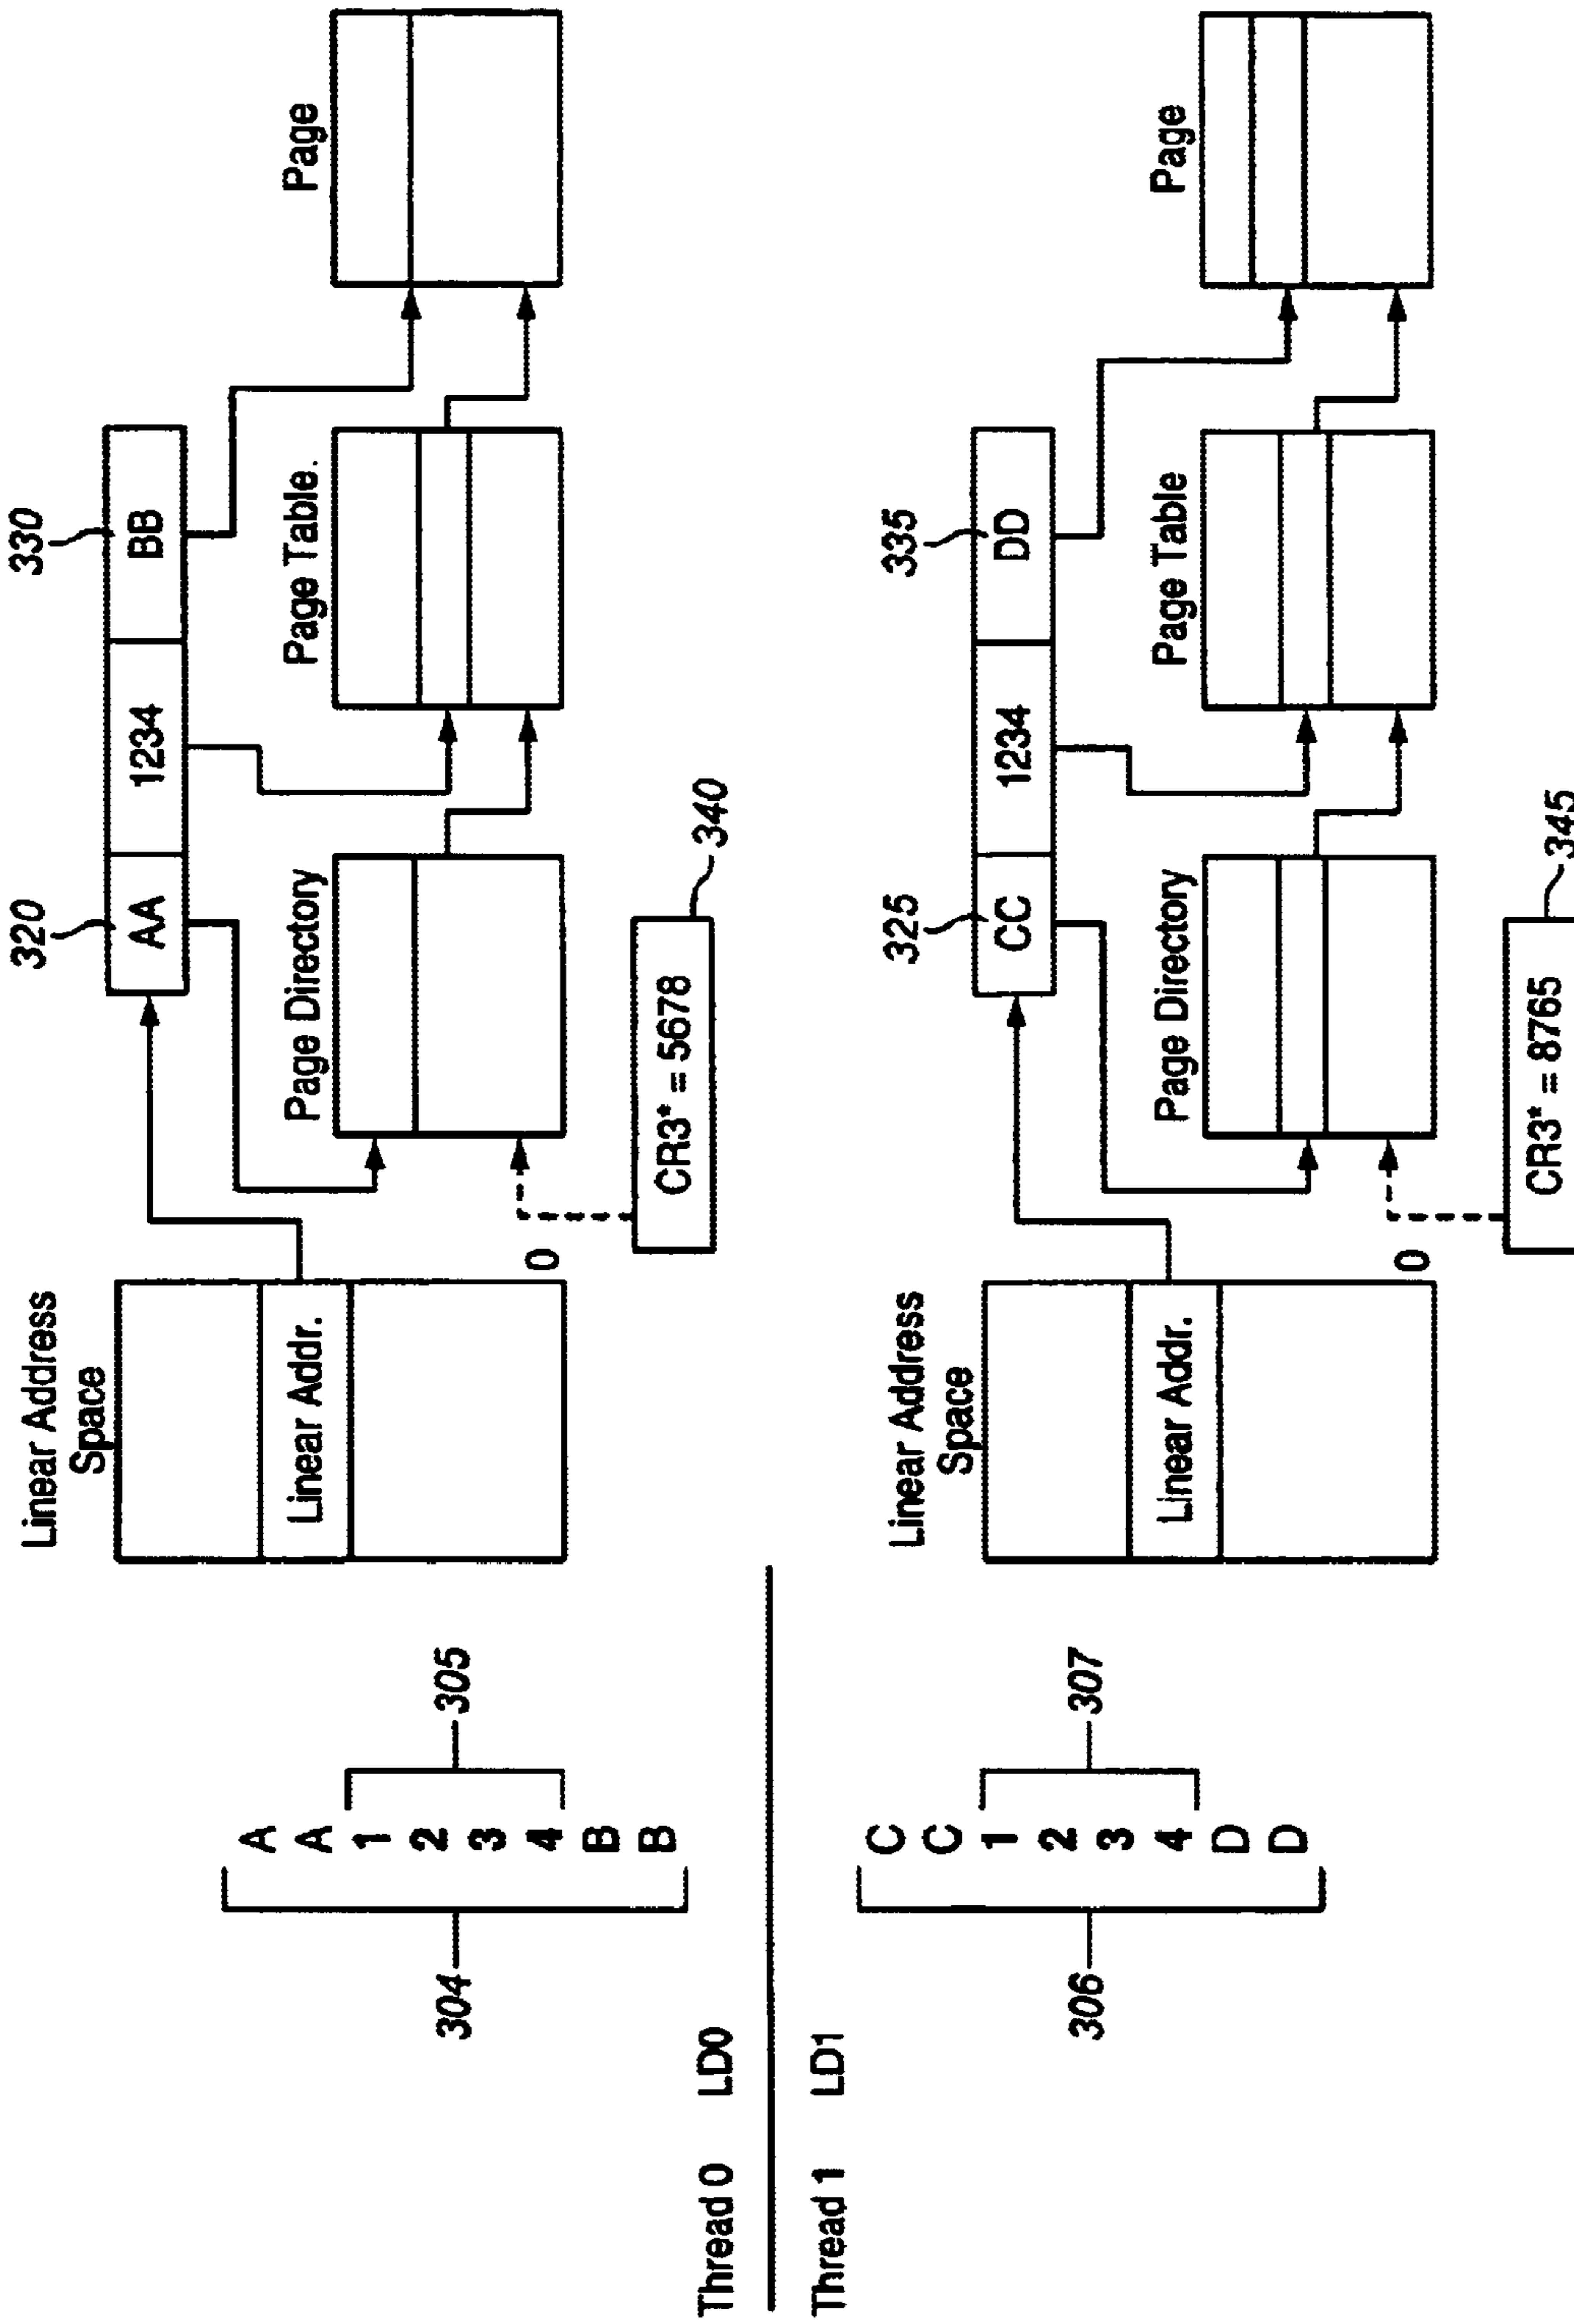 Thread 0 LD0
304
A A 1 2 3 4 B B
305
Linear Address
Space
Linear Addr.
0
320
330
AA 1234 BB
Page Directory
Page Table.
Page
CR3* = 5678
340
Thread 1 LD1
306
C C 1 2 3 4 D D
307
Linear Address
Space
Linear Addr.
0
325
335
CC 1234 DD
Page Directory
Page Table
Page
CR3* = 8765
345